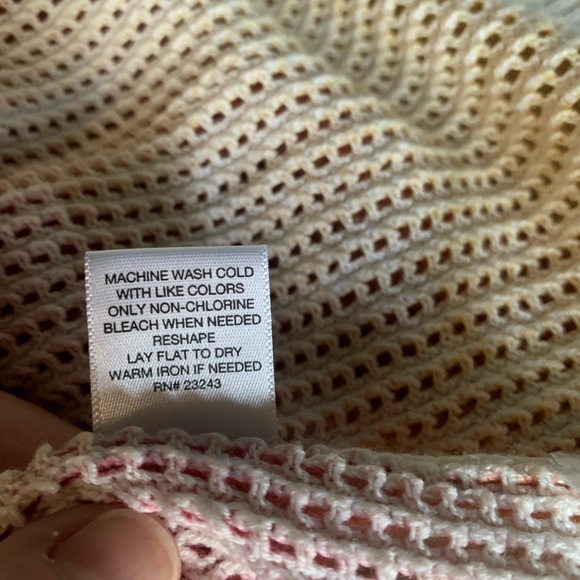 MACHINE WASH COLD
WITH LIKE COLORS
ONLY NON-CHLORINE
BLEACH WHEN NEEDED
RESHAPE
LAY FLAT TO DRY
WARM IRON IF NEEDED
RN# 23243